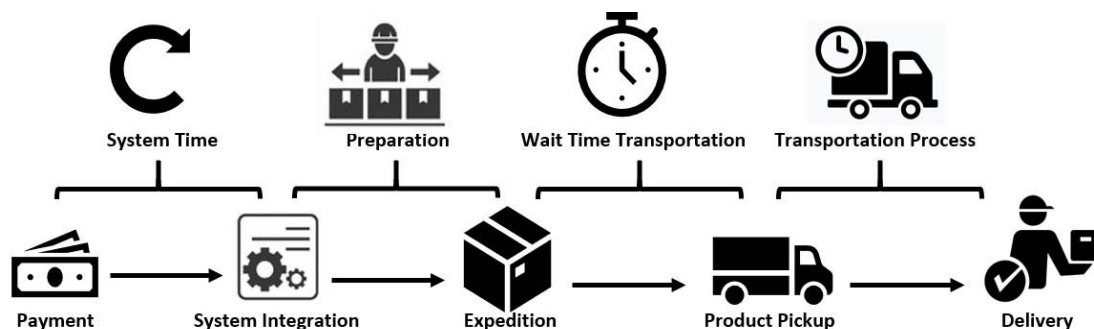 System Time
Preparation
Wait Time Transportation
Transportation Process
Payment
System Integration
Expedition
Product Pickup
Delivery